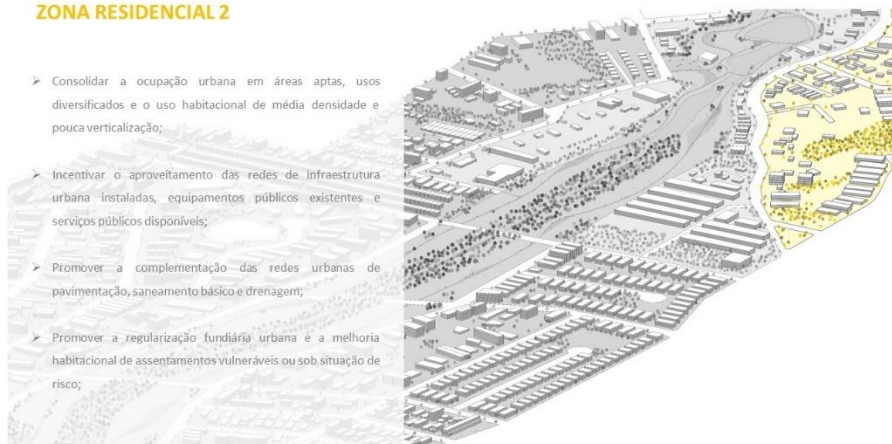 ZONA RESIDENCIAL 2
➢ Consolidar a ocupação urbana em áreas aptas, usos
diversificados e o uso habitacional de média densidade e
pouca verticalização;
➢ Incentivar o aproveitamento das redes de infraestrutura
urbana instaladas, equipamentos públicos existentes e
serviços públicos disponíveis;
➢ Promover a complementação das redes urbanas de
pavimentação, saneamento básico e drenagem;
➢ Promover a regularização fundiária urbana e a melhoria
habitacional de assentamentos vulneráveis ou sob situação de
risco;